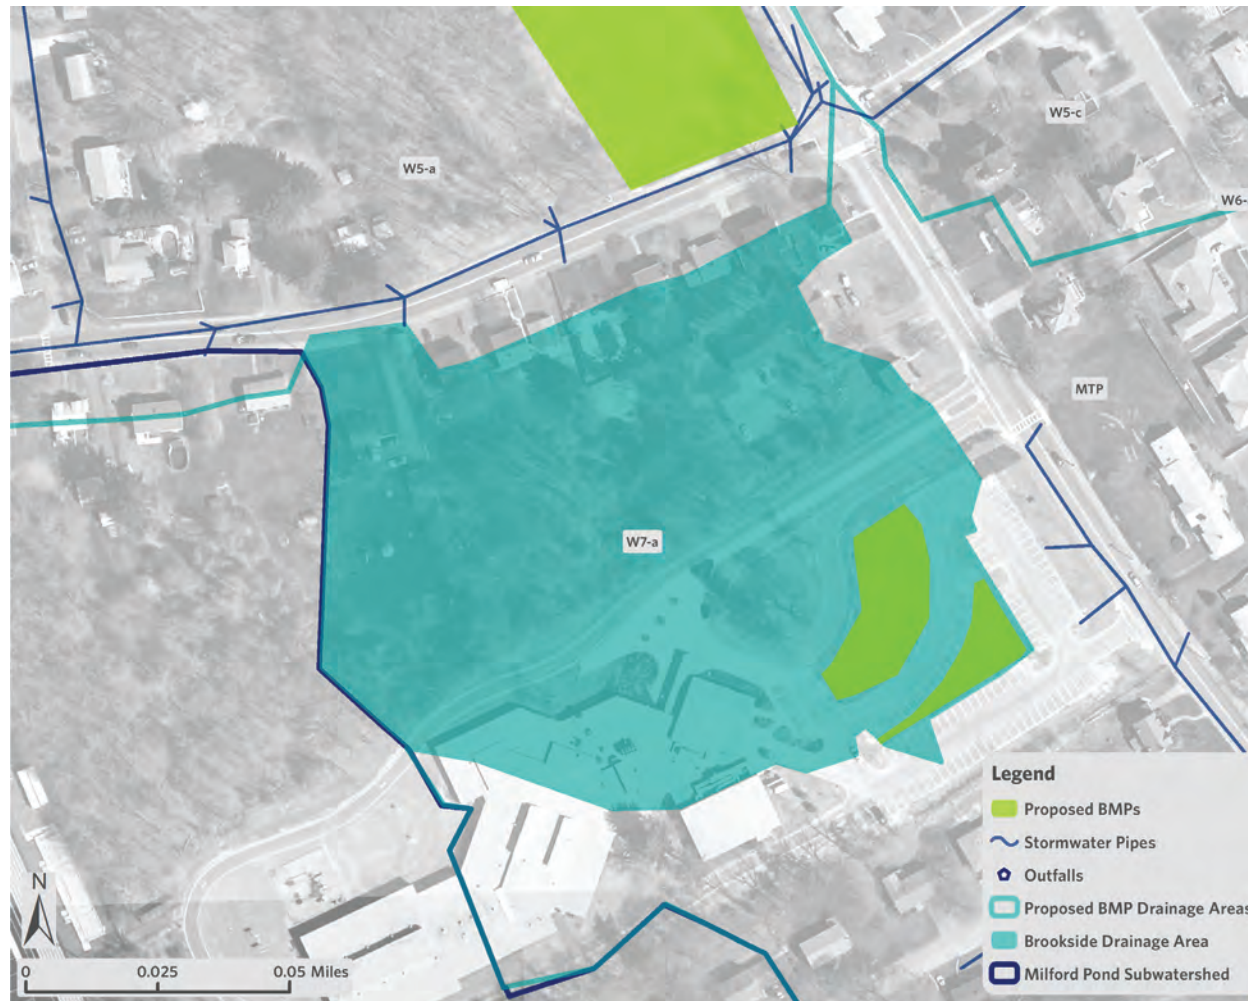 W5-c
W5-a
W6-
MTP
W7-a
Legend
Proposed BMPs
Stormwater Pipes
Outfalls
Proposed BMP Drainage Areas
Brookside Drainage Area
Milford Pond Subwatershed
N
0 0.025 0.05 Miles